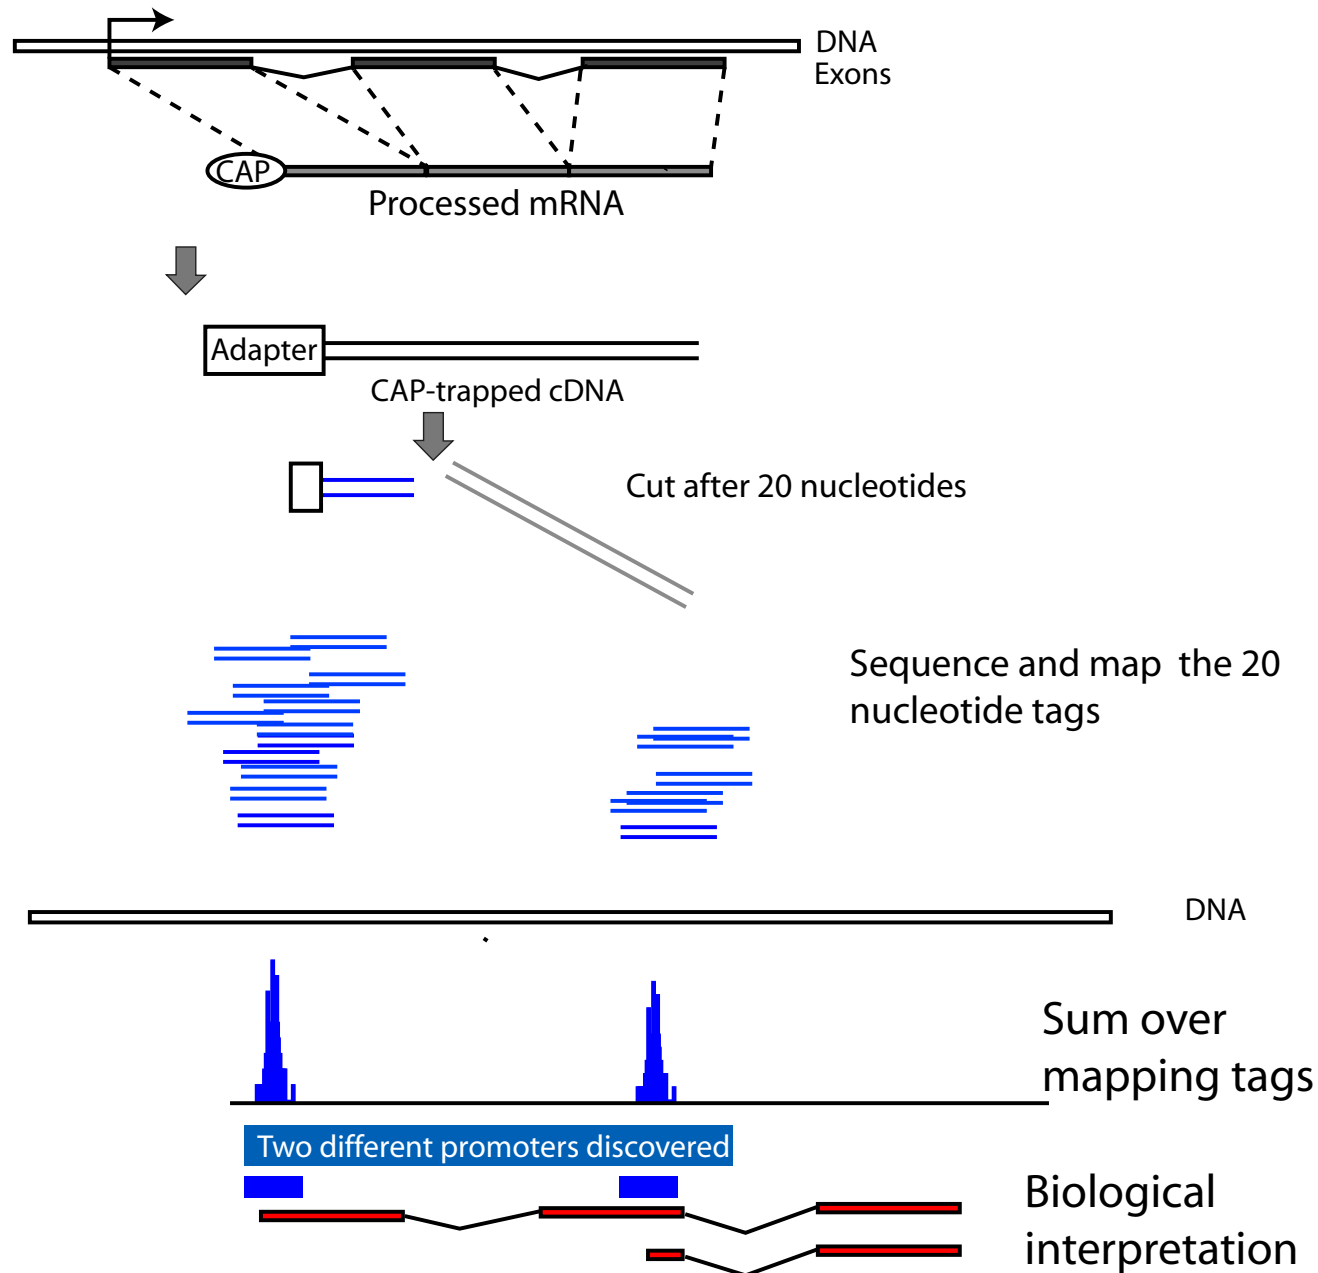 DNA
Exons
CAP
Processed mRNA
Adapter
CAP-trapped cDNA
Cut after 20 nucleotides
Sequence and map the 20
nucleotide tags
DNA
Sum over
mapping tags
Two different promoters discovered
Biological
interpretation